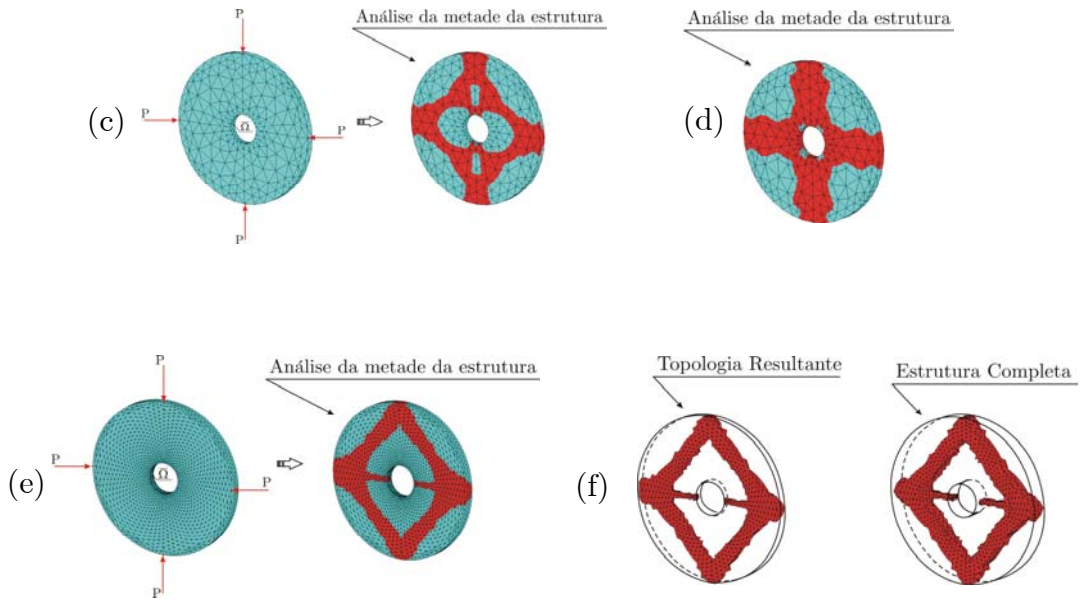 Análise da metade da estrutura
Análise da metade da estrutura
P
(c)
P
Ω
P
(d)
P
P
Análise da metade da estrutura
Topologia Resultante
Estrutura Completa
P
Ω
P
(e)
(f)
P